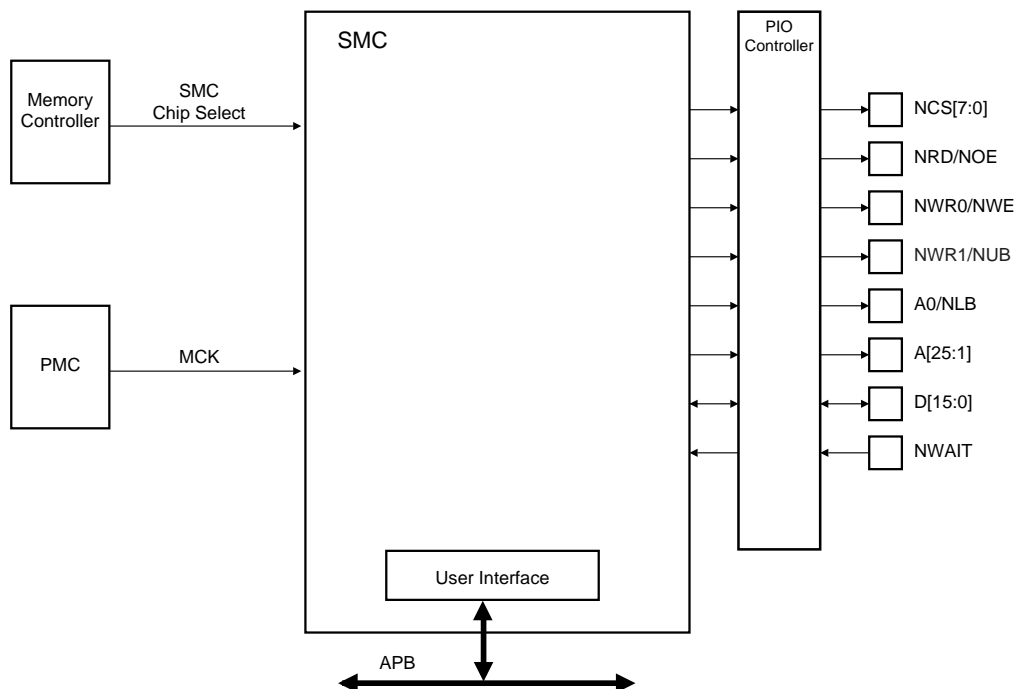 SMC
PIO
Controller
Memory
Controller
SMC
Chip Select
NCS[7:0]
NRD/NOE
NWR0/NWE
NWR1/NUB
A0/NLB
PMC
MCK
A[25:1]
D[15:0]
NWAIT
User Interface
APB